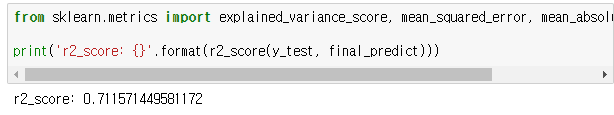 from sklearn.metrics import explained_variance_score, mean_squared_error, mean_absolu
print('r2_score: {}'.format(r2_score(y_test, final_predict)))
r2_score: 0.711571449581172